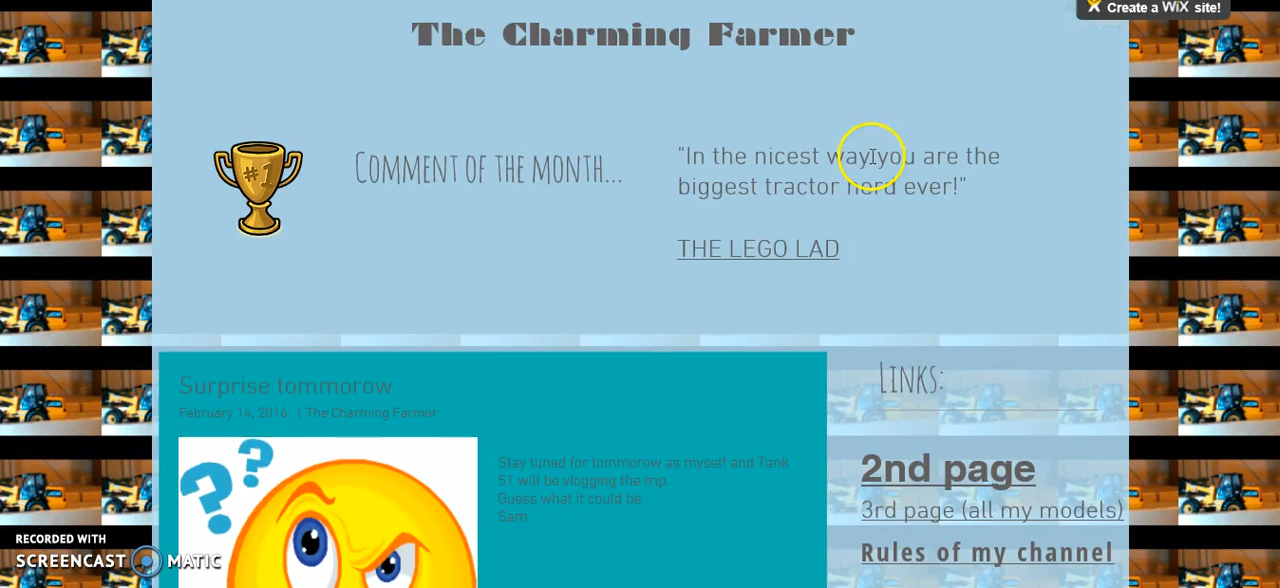 Create a WiX site!
The Charming Farmer
#1
Comment of the month...
"In the nicest way,you are the
biggest tractor nerd ever!"
THE LEGO LAD
Surprise tommorow
February 14, 2016 | The Charming Farmer
??
Stay tuned for tommorow as myself and Tank
51 will be vlogging the trip.
Guess what it could be.
Sam
Links:
2nd page
3rd page (all my models)
Rules of my channel
RECORDED WITH
SCREENCAST MATIC